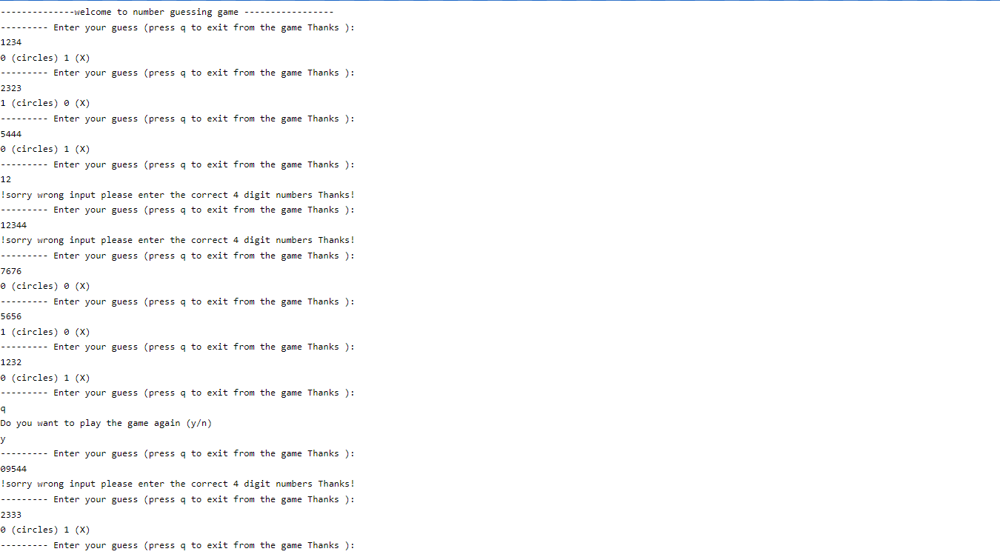 --------------welcome to number guessing game -----------------
--------- Enter your guess (press q to exit from the game Thanks ):
1234
0 (circles) 1 (X)
--------- Enter your guess (press q to exit from the game Thanks ):
2323
1 (circles) 0 (X)
--------- Enter your guess (press q to exit from the game Thanks ):
5444
0 (circles) 1 (X)
--------- Enter your guess (press q to exit from the game Thanks ):
12
!sorry wrong input please enter the correct 4 digit numbers Thanks!
--------- Enter your guess (press q to exit from the game Thanks ):
12344
!sorry wrong input please enter the correct 4 digit numbers Thanks!
--------- Enter your guess (press q to exit from the game Thanks ):
7676
0 (circles) 0 (X)
--------- Enter your guess (press q to exit from the game Thanks ):
5656
1 (circles) 0 (X)
--------- Enter your guess (press q to exit from the game Thanks ):
1232
0 (circles) 1 (X)
--------- Enter your guess (press q to exit from the game Thanks ):
q
Do you want to play the game again (y/n)
y
--------- Enter your guess (press q to exit from the game Thanks ):
09544
!sorry wrong input please enter the correct 4 digit numbers Thanks!
--------- Enter your guess (press q to exit from the game Thanks ):
2333
0 (circles) 1 (X)
--------- Enter your guess (press q to exit from the game Thanks ):